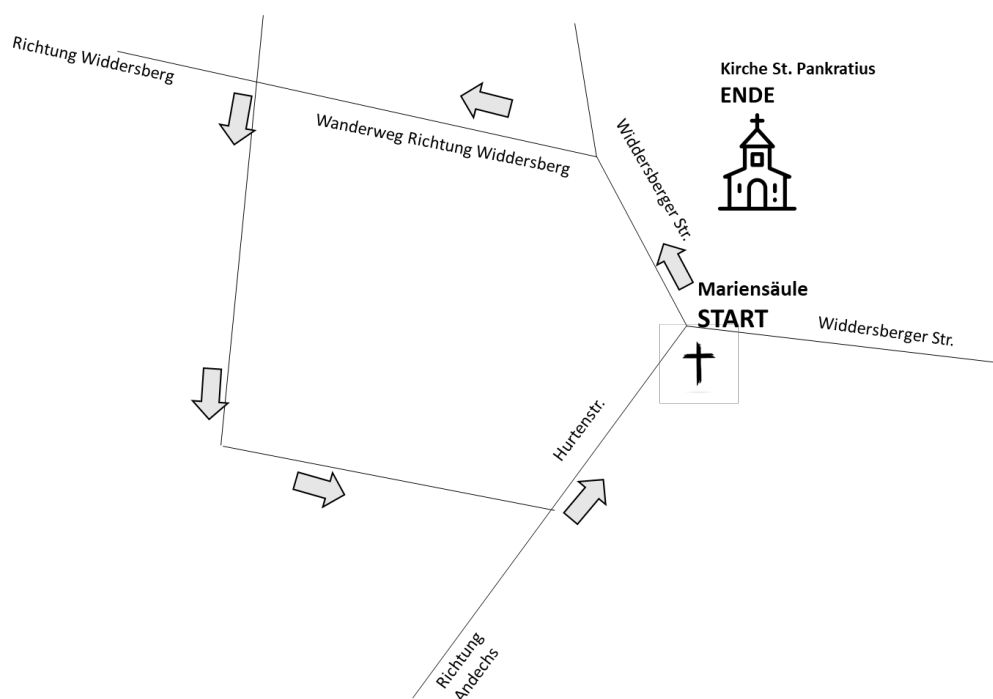 Richtung Widdersberg
Kirche St. Pankratius
ENDE
Wanderweg Richtung Widdersberg
Widdersberger Str.
Mariensäule
START
Widdersberger Str.
Hurtenstr.
Richtung
Andechs